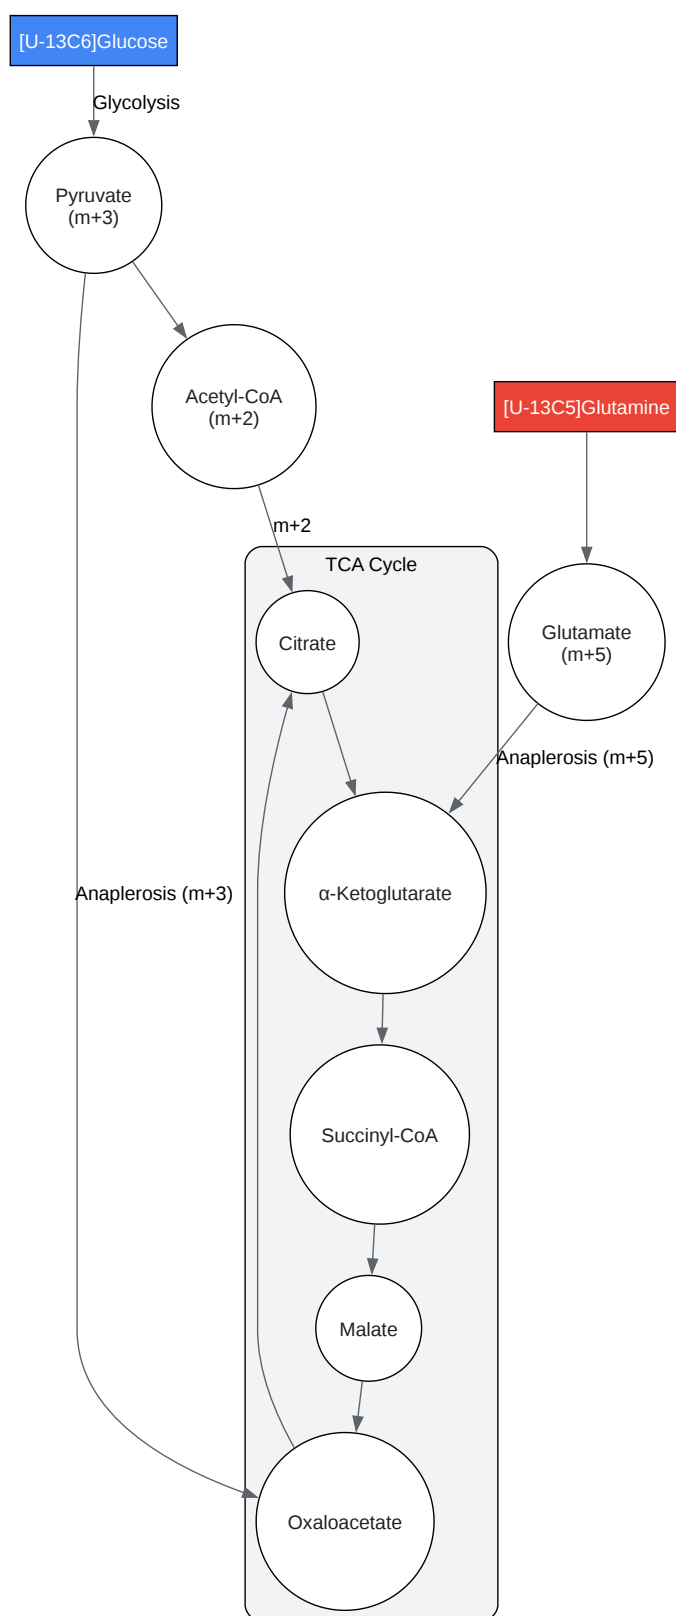 [U-13C6]Glucose
Glycolysis
Pyruvate
(m+3)
Acetyl-CoA
(m+2)
[U-13C5]Glutamine
m+2
TCA Cycle
Citrate
Glutamate
(m+5)
Anaplerosis (m+5)
Anaplerosis (m+3)
α-Ketoglutarate
Succinyl-CoA
Malate
Oxaloacetate